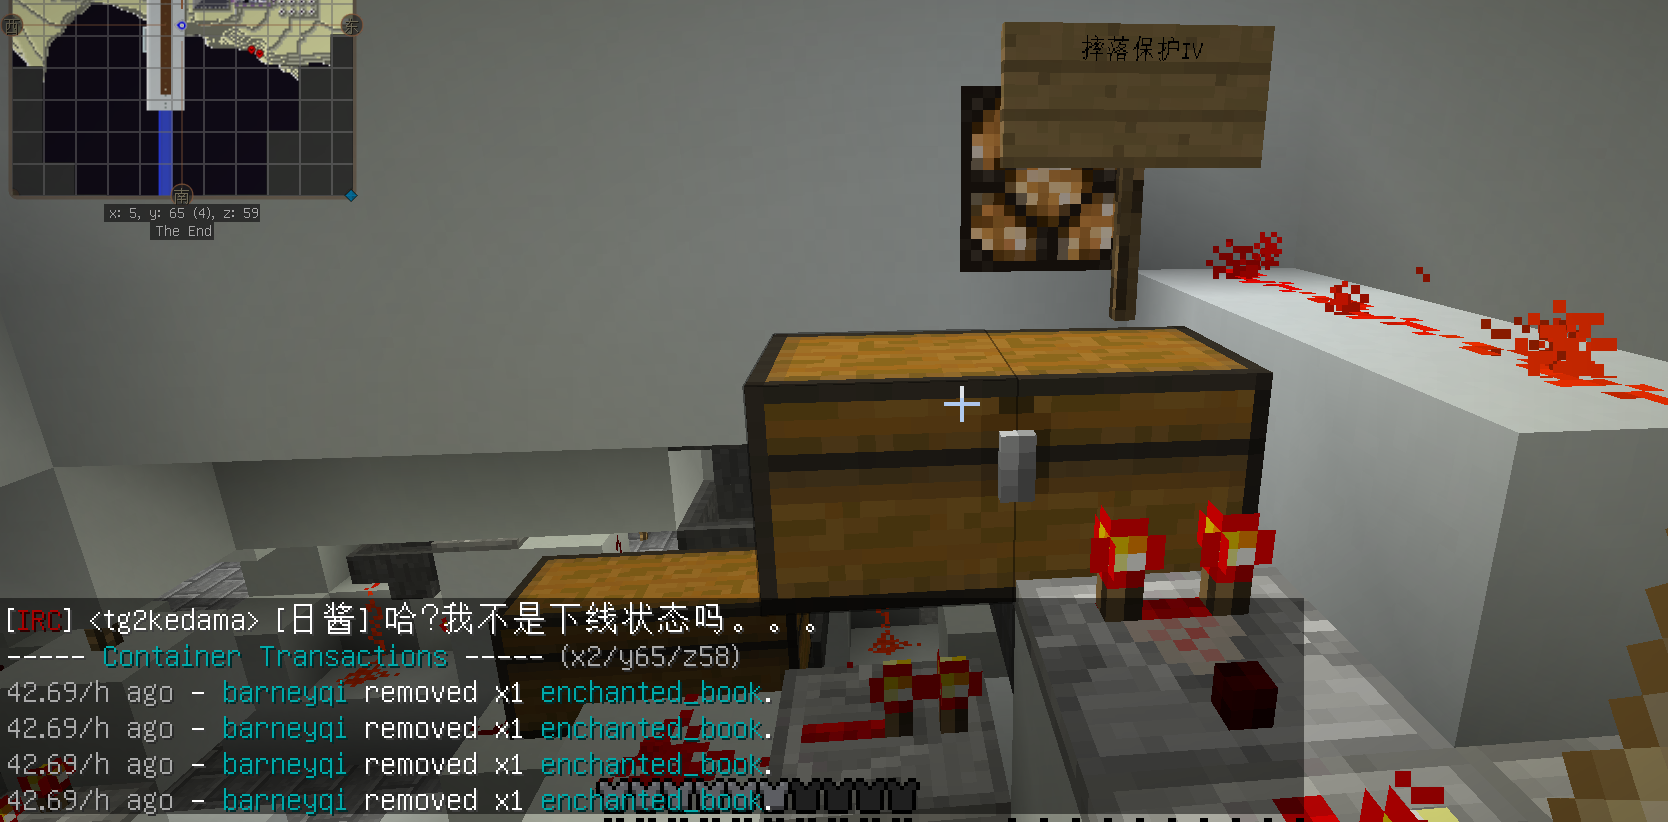 西
东
南
x: 5, y: 65 (4), z: 59
The End
摔落保护IV
[IRC] <tg2kedama> [日酱] 哈?我不是下线状态吗。。。
----- Container Transactions ----- (x2/y65/z58)
42.69/h ago - barneyqi removed x1 enchanted_book.
42.69/h ago - barneyqi removed x1 enchanted_book.
42.69/h ago - barneyqi removed x1 enchanted_book.
42.69/h ago - barneyqi removed x1 enchanted_book.